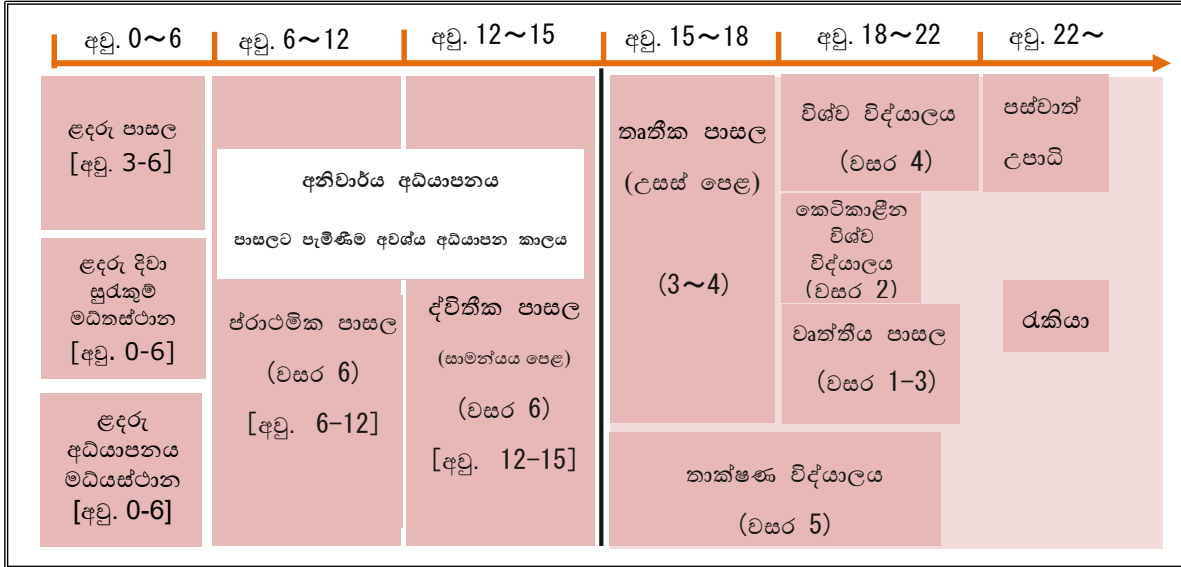 අවු. 0～6
අවු. 6～12
අවු. 12～15
අවු. 15～18
අවු. 18～22
අවු. 22～
ළදරු පාසල
[අවු. 3-6]
ළදරු දිවා
සුරැකුම්
මධ්තස්ථාන
[අවු. 0-6]
ළදරු
අධ්යාපනය
මධ්යස්ථාන
[අවු. 0-6]
අනිවාර්ය අධ්යාපනය
පාසලට පැමිණීම අවශ්ය අධ්යාපන කාලය
ප්රාථමික පාසල
(වසර 6)
[අවු. 6−12]
ද්විතීක පාසල
(සාමන්යය පෙළ)
(වසර 6)
[අවු. 12−15]
තෘතීක පාසල
(උසස් පෙළ)
(3～4)
විශ්ව විද්යාලය
(වසර 4)
කෙටිකාළීන
විශ්ව
විද්යාලය
(වසර 2)
වෘත්තීය පාසල
(වසර 1−3)
තාක්ෂණ විද්යාලය
(වසර 5)
පස්චාත්
උපාධි
රැකියා